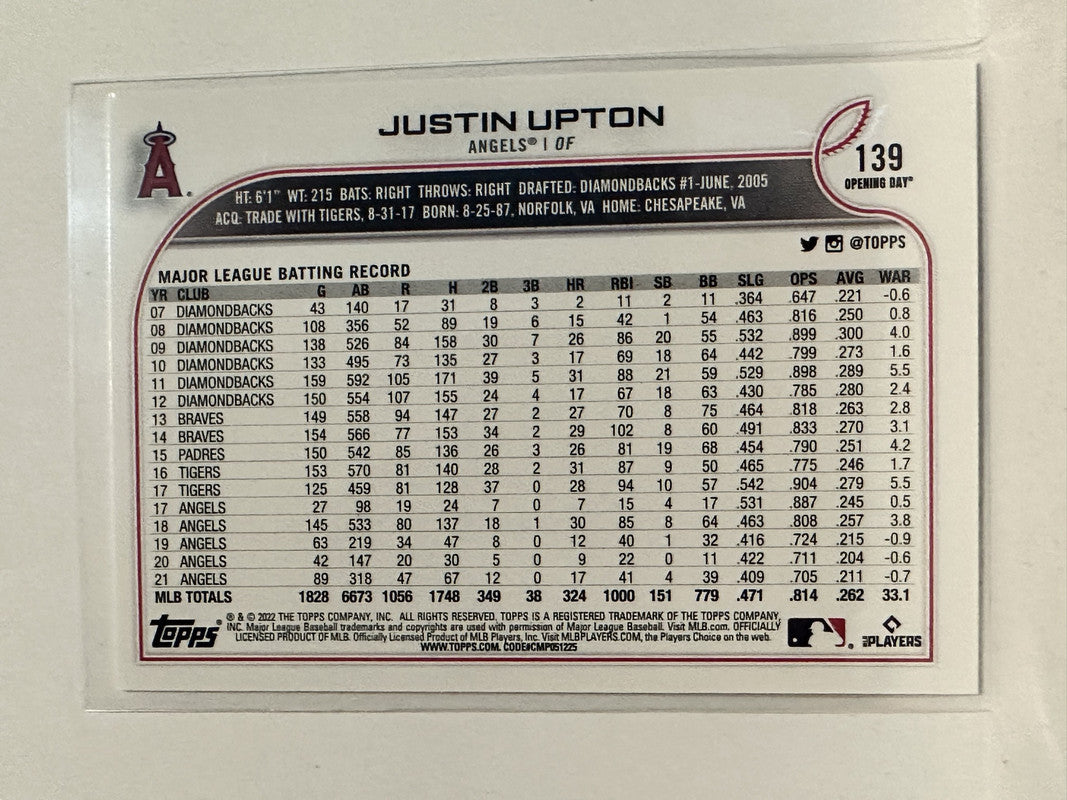 A
JUSTIN UPTON
ANGELS® | OF
139
OPENING DAY®
HT: 6'1" WT: 215 BATS: RIGHT THROWS: RIGHT DRAFTED: DIAMONDBACKS #1-JUNE, 2005
ACQ: TRADE WITH TIGERS, 8-31-17 BORN: 8-25-87, NORFOLK, VA HOME: CHESAPEAKE, VA
@TOPPS
MAJOR LEAGUE BATTING RECORD
YR CLUB G AB R H 2B 3B HR RBI SB BB SLG OPS AVG WAR
07 DIAMONDBACKS 43 140 17 31 8 3 2 11 2 11 .364 .647 .221 -0.6
08 DIAMONDBACKS 108 356 52 89 19 6 15 42 1 54 .463 .816 .250 0.8
09 DIAMONDBACKS 138 526 84 158 30 7 26 86 20 55 .532 .899 .300 4.0
10 DIAMONDBACKS 133 495 73 135 27 3 17 69 18 64 .442 .799 .273 1.6
11 DIAMONDBACKS 159 592 105 171 39 5 31 88 21 59 .529 .898 .289 5.5
12 DIAMONDBACKS 150 554 107 155 24 4 17 67 18 63 .430 .785 .280 2.4
13 BRAVES 149 558 94 147 27 2 27 70 8 75 .464 .818 .263 2.8
14 BRAVES 154 566 77 153 34 2 29 102 8 60 .491 .833 .270 3.1
15 PADRES 150 542 85 136 26 3 26 81 19 68 .454 .790 .251 4.2
16 TIGERS 153 570 81 140 28 2 31 87 9 50 .465 .775 .246 1.7
17 TIGERS 125 459 81 128 37 0 28 94 10 57 .542 .904 .279 5.5
17 ANGELS 27 98 19 24 7 0 7 15 4 17 .531 .887 .245 0.5
18 ANGELS 145 533 80 137 18 1 30 85 8 64 .463 .808 .257 3.8
19 ANGELS 63 219 34 47 8 0 12 40 1 32 .416 .724 .215 -0.9
20 ANGELS 42 147 20 30 5 0 9 22 0 11 .422 .711 .204 -0.6
21 ANGELS 89 318 47 67 12 0 17 41 4 39 .409 .705 .211 -0.7
MLB TOTALS 1828 6673 1056 1748 349 38 324 1000 151 779 .471 .814 .262 33.1
® & © 2022 THE TOPPS COMPANY, INC. ALL RIGHTS RESERVED. TOPPS IS A REGISTERED TRADEMARK OF THE TOPPS COMPANY,
INC. Major League Baseball trademarks and copyrights are used with permission of Major League Baseball. Visit MLB.com. OFFICIALLY
LICENSED PRODUCT OF MLB. Officially Licensed Product of MLB Players, Inc. Visit MLBPLAYERS.COM, the Players Choice on the web.
WWW.TOPPS.COM. CODE#CMP051225
Topps®
MLB PLAYERS